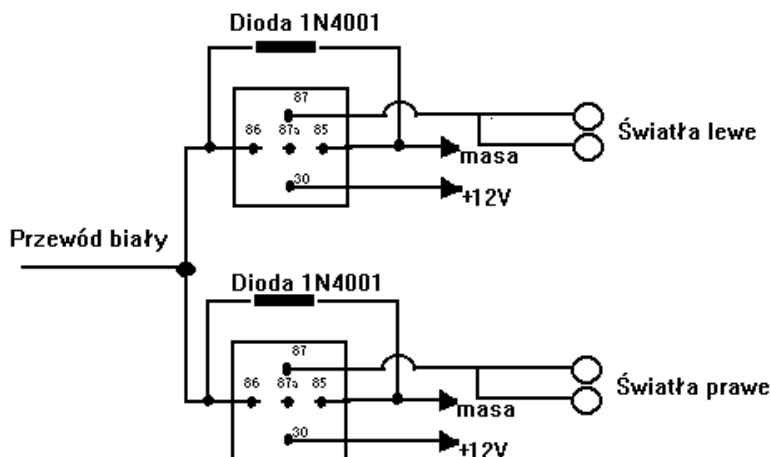 Dioda 1N4001
87
86 87a 85
Światła lewe
masa
30
+12V
Przewód biały
Dioda 1N4001
87
86 87a 85
Światła prawe
masa
30
+12V